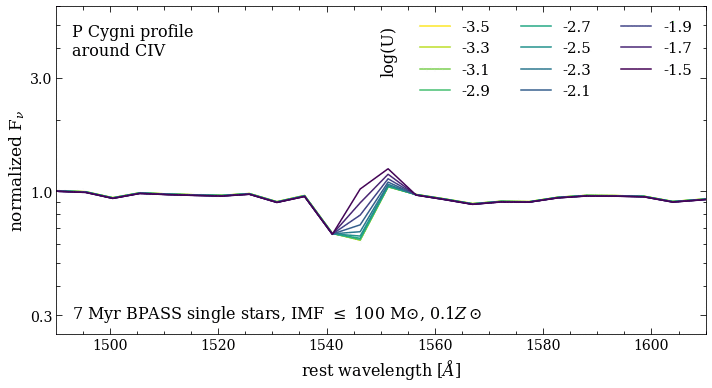 P Cygni profile
around CIV
log(U)
-3.5 -2.7 -1.9
-3.3 -2.5 -1.7
-3.1 -2.3 -1.5
-2.9 -2.1
normalized Fν
3.0
1.0
0.3
7 Myr BPASS single stars, IMF ≤ 100 M⊙, 0.1Z⊙
1500 1520 1540 1560 1580 1600
rest wavelength [Å]